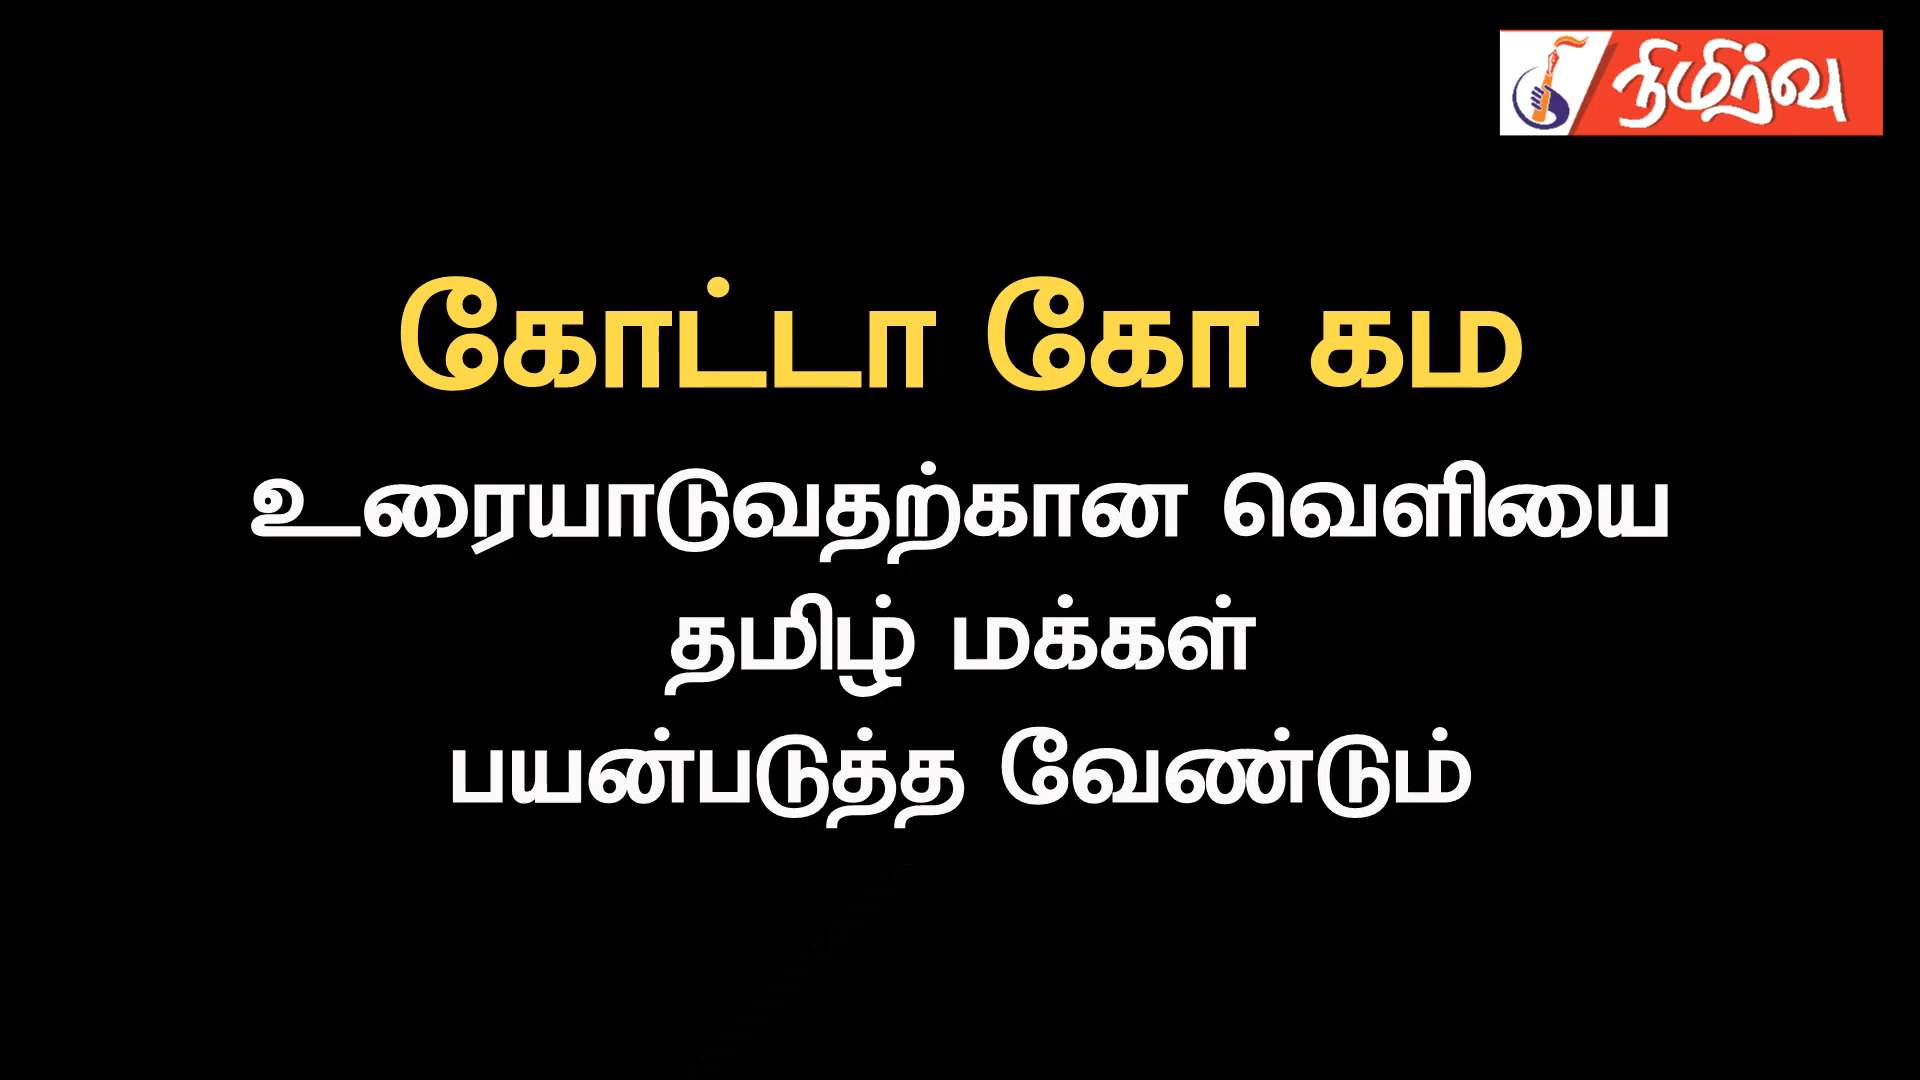 நிமிர்வு
கோட்டா கோ கம
உரையாடுவதற்கான வெளியை
தமிழ் மக்கள்
பயன்படுத்த வேண்டும்